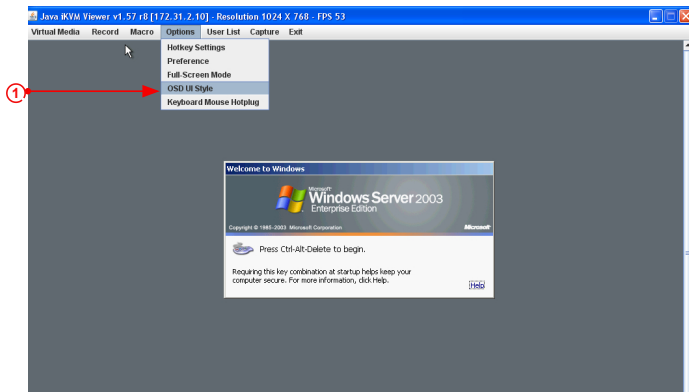 Java iKVM Viewer v1.57 r8 [172.31.2.10] - Resolution 1024 X 768 - FPS 53
Virtual Media Record Macro Options User List Capture Exit
Hotkey Settings
Preference
Full-Screen Mode
1 OSD UI Style
Keyboard Mouse Hotplug
Welcome to Windows
Microsoft
Windows Server 2003
Enterprise Edition
Copyright © 1985-2003 Microsoft Corporation Microsoft
Press Ctrl-Alt-Delete to begin.
Requiring this key combination at startup helps keep your
computer secure. For more information, click Help.
Help